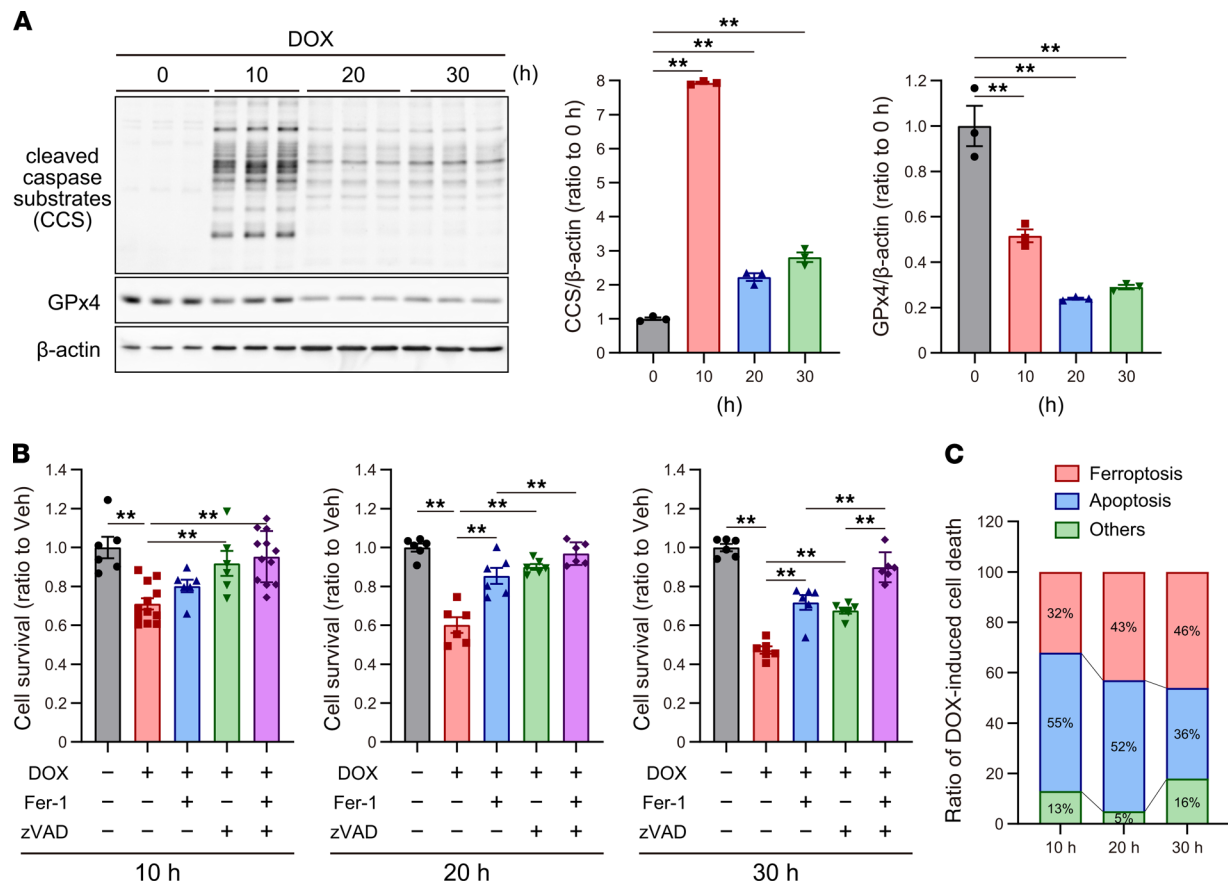 A
DOX
0 10 20 30 (h)
cleaved
caspase
substrates
(CCS)
GPx4
β-actin
CCS/β-actin (ratio to 0 h)
8
7
6
5
4
3
2
1
0
** ** **
0 10 20 30
(h)
GPx4/β-actin (ratio to 0 h)
1.2
1.0
0.6
0.4
0.2
0
** ** **
0 10 20 30
(h)
B
Cell survival (ratio to Veh)
1.4
1.2
1.0
0.8
0.6
0.4
0.2
0
** ** **
DOX − + + + +
Fer-1 − − + − +
zVAD − − − + +
10 h
Cell survival (ratio to Veh)
1.4
1.2
1.0
0.8
0.6
0.4
0.2
0
** ** ** **
DOX − + + + +
Fer-1 − − + − +
zVAD − − − + +
20 h
Cell survival (ratio to Veh)
1.4
1.2
1.0
0.8
0.6
0.4
0.2
0
** ** ** ** **
DOX − + + + +
Fer-1 − − + − +
zVAD − − − + +
30 h
C
Ferroptosis
Apoptosis
Others
Ratio of DOX-induced cell death
120
100
80
60
40
20
0
32% 43% 46%
55% 52% 36%
13% 5% 16%
10 h 20 h 30 h